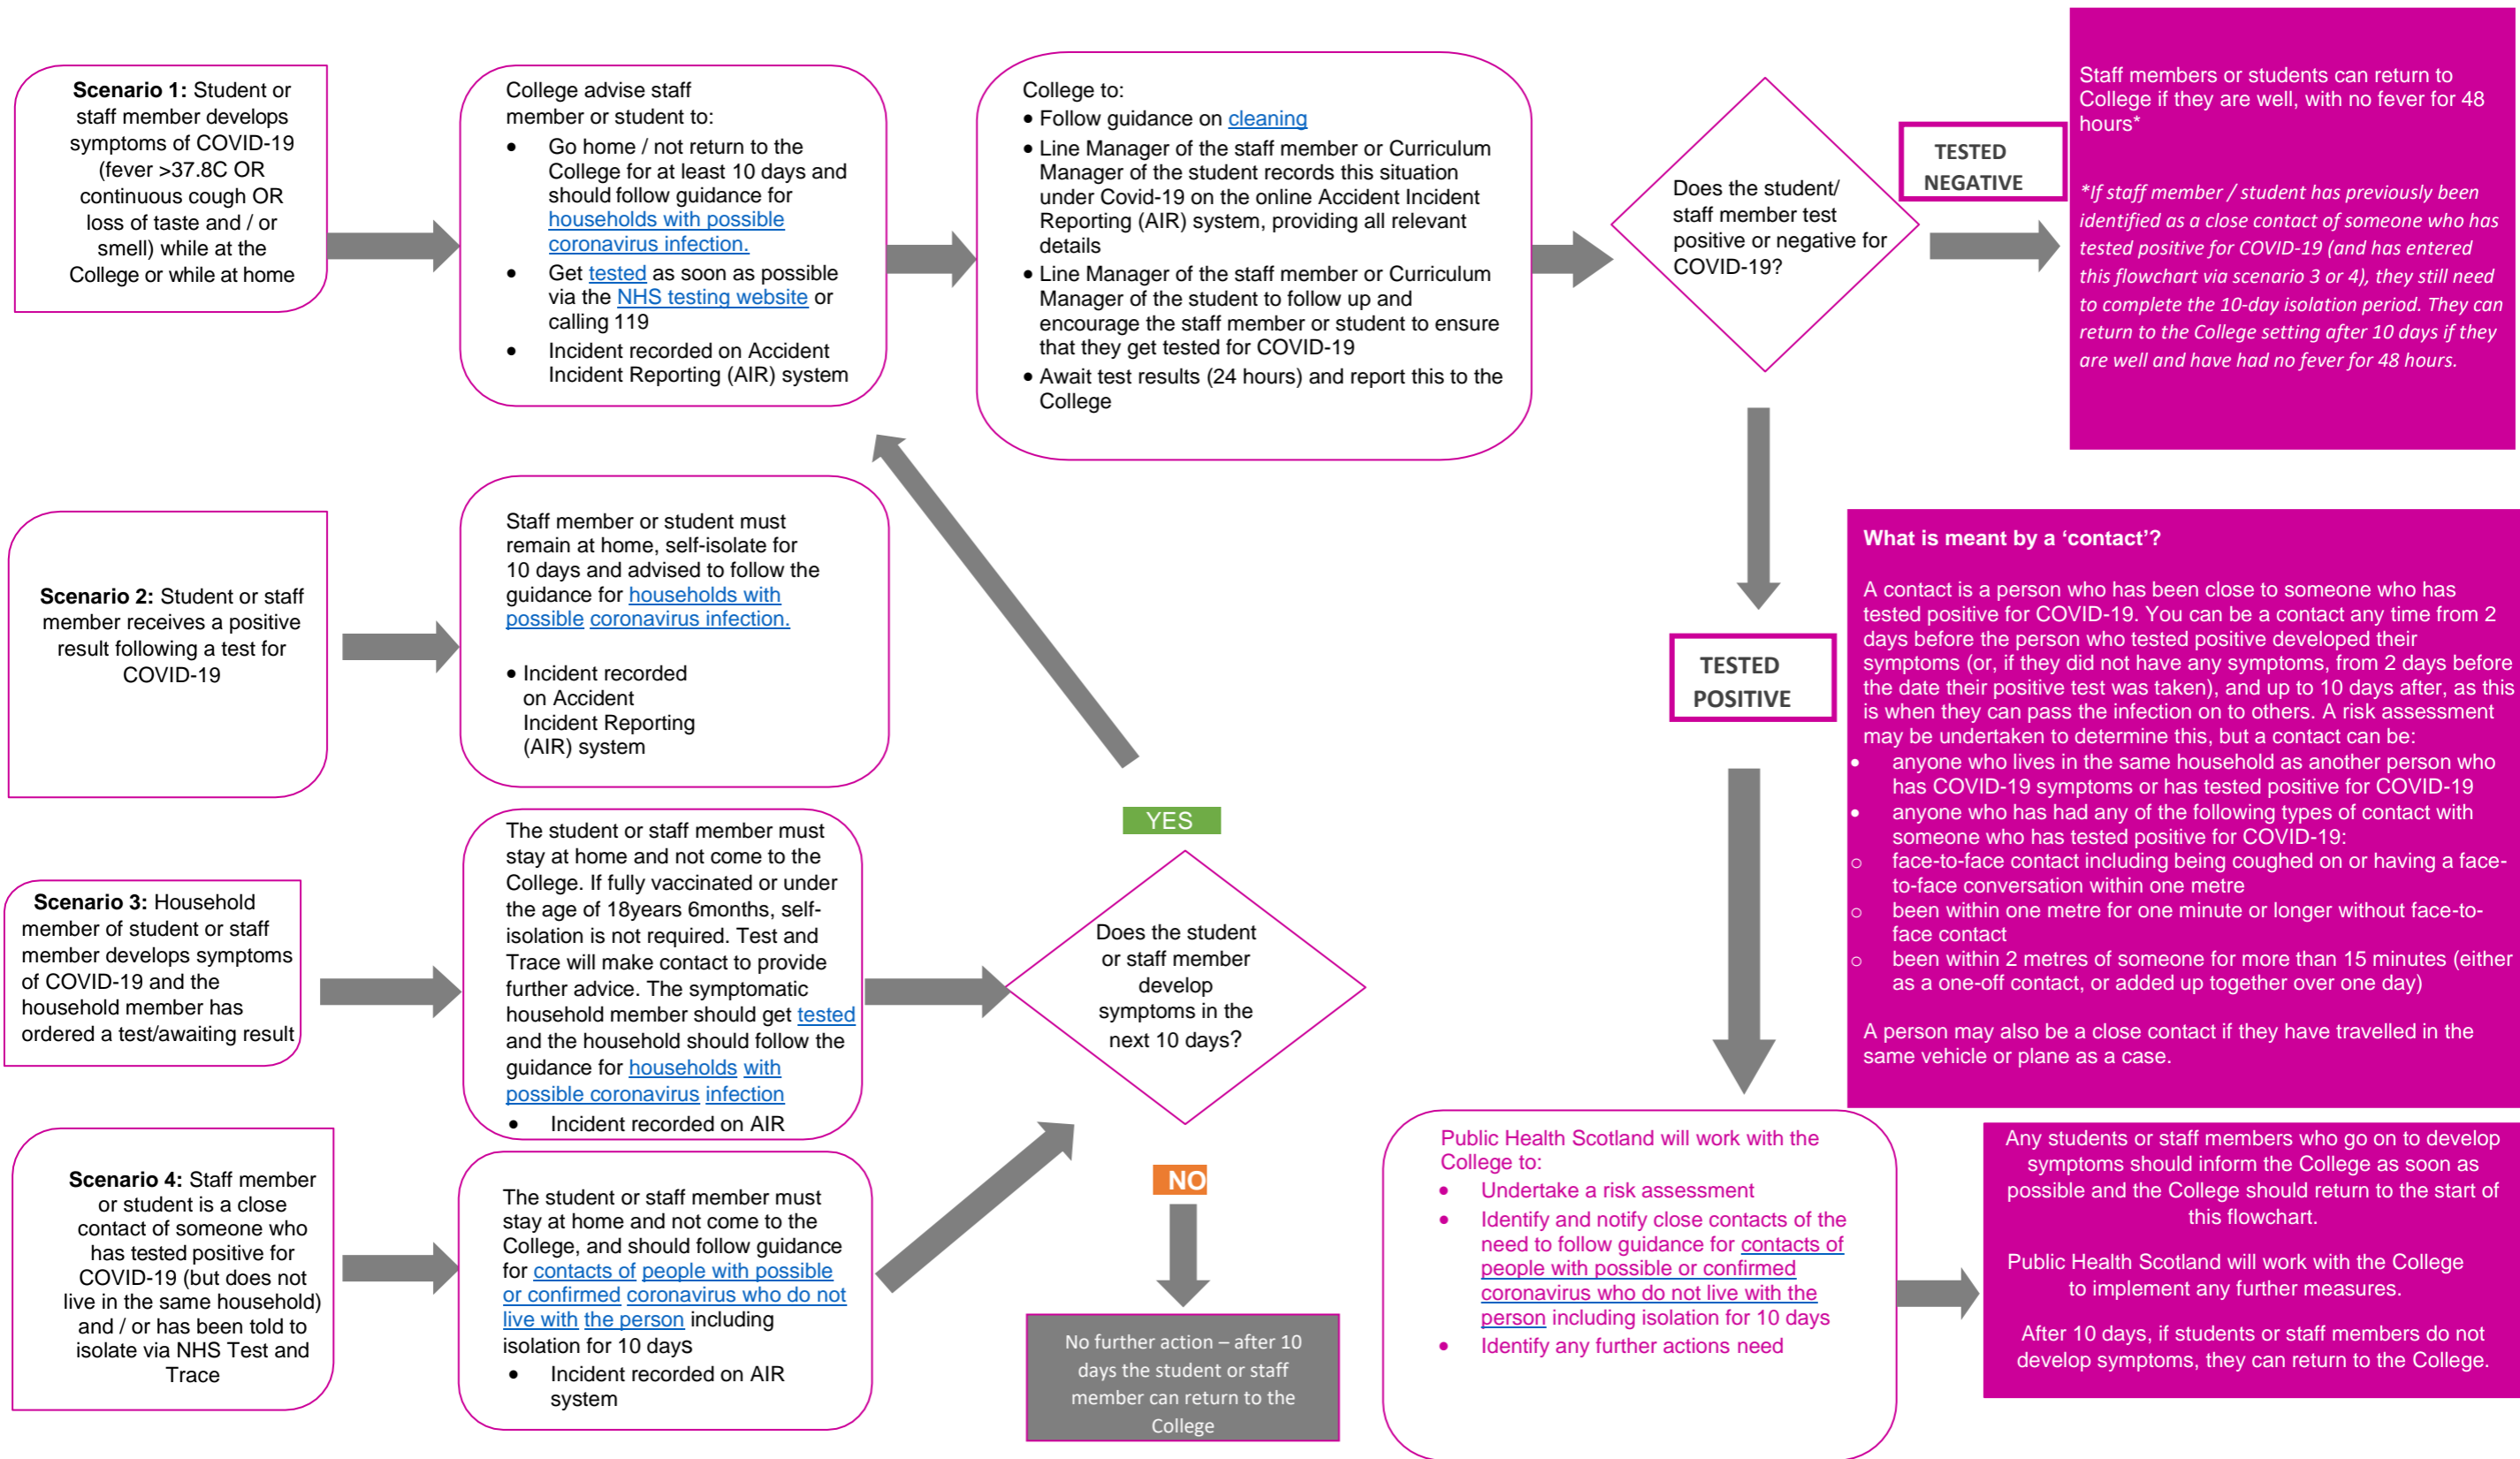 Scenario 1: Student or
staff member develops
symptoms of COVID-19
(fever >37.8C OR
continuous cough OR
loss of taste and / or
smell) while at the
College or while at home
College advise staff
member or student to:
• Go home / not return to the
College for at least 10 days and
should follow guidance for
households with possible
coronavirus infection.
• Get tested as soon as possible
via the NHS testing website or
calling 119
• Incident recorded on Accident
Incident Reporting (AIR) system
College to:
• Follow guidance on cleaning
• Line Manager of the staff member or Curriculum
Manager of the student records this situation
under Covid-19 on the online Accident Incident
Reporting (AIR) system, providing all relevant
details
• Line Manager of the staff member or Curriculum
Manager of the student to follow up and
encourage the staff member or student to ensure
that they get tested for COVID-19
• Await test results (24 hours) and report this to the
College
Does the student/
staff member test
positive or negative for
COVID-19?
TESTED
NEGATIVE
Staff members or students can return to
College if they are well, with no fever for 48
hours*
*If staff member / student has previously been
identified as a close contact of someone who has
tested positive for COVID-19 (and has entered
this flowchart via scenario 3 or 4), they still need
to complete the 10-day isolation period. They can
return to the College setting after 10 days if they
are well and have had no fever for 48 hours.
Scenario 2: Student or staff
member receives a positive
result following a test for
COVID-19
Staff member or student must
remain at home, self-isolate for
10 days and advised to follow the
guidance for households with
possible coronavirus infection.
• Incident recorded
on Accident
Incident Reporting
(AIR) system
TESTED
POSITIVE
What is meant by a ‘contact’?
A contact is a person who has been close to someone who has
tested positive for COVID-19. You can be a contact any time from 2
days before the person who tested positive developed their
symptoms (or, if they did not have any symptoms, from 2 days before
the date their positive test was taken), and up to 10 days after, as this
is when they can pass the infection on to others. A risk assessment
may be undertaken to determine this, but a contact can be:
• anyone who lives in the same household as another person who
has COVID-19 symptoms or has tested positive for COVID-19
• anyone who has had any of the following types of contact with
someone who has tested positive for COVID-19:
o face-to-face contact including being coughed on or having a face-
to-face conversation within one metre
o been within one metre for one minute or longer without face-to-
face contact
o been within 2 metres of someone for more than 15 minutes (either
as a one-off contact, or added up together over one day)
A person may also be a close contact if they have travelled in the
same vehicle or plane as a case.
Scenario 3: Household
member of student or staff
member develops symptoms
of COVID-19 and the
household member has
ordered a test/awaiting result
The student or staff member must
stay at home and not come to the
College. If fully vaccinated or under
the age of 18years 6months, self-
isolation is not required. Test and
Trace will make contact to provide
further advice. The symptomatic
household member should get tested
and the household should follow the
guidance for households with
possible coronavirus infection
• Incident recorded on AIR
YES
Does the student
or staff member
develop
symptoms in the
next 10 days?
NO
No further action – after 10
days the student or staff
member can return to the
College
Scenario 4: Staff member
or student is a close
contact of someone who
has tested positive for
COVID-19 (but does not
live in the same household)
and / or has been told to
isolate via NHS Test and
Trace
The student or staff member must
stay at home and not come to the
College, and should follow guidance
for contacts of people with possible
or confirmed coronavirus who do not
live with the person including
isolation for 10 days
• Incident recorded on AIR
system
Public Health Scotland will work with the
College to:
• Undertake a risk assessment
• Identify and notify close contacts of the
need to follow guidance for contacts of
people with possible or confirmed
coronavirus who do not live with the
person including isolation for 10 days
• Identify any further actions need
Any students or staff members who go on to develop
symptoms should inform the College as soon as
possible and the College should return to the start of
this flowchart.
Public Health Scotland will work with the College
to implement any further measures.
After 10 days, if students or staff members do not
develop symptoms, they can return to the College.